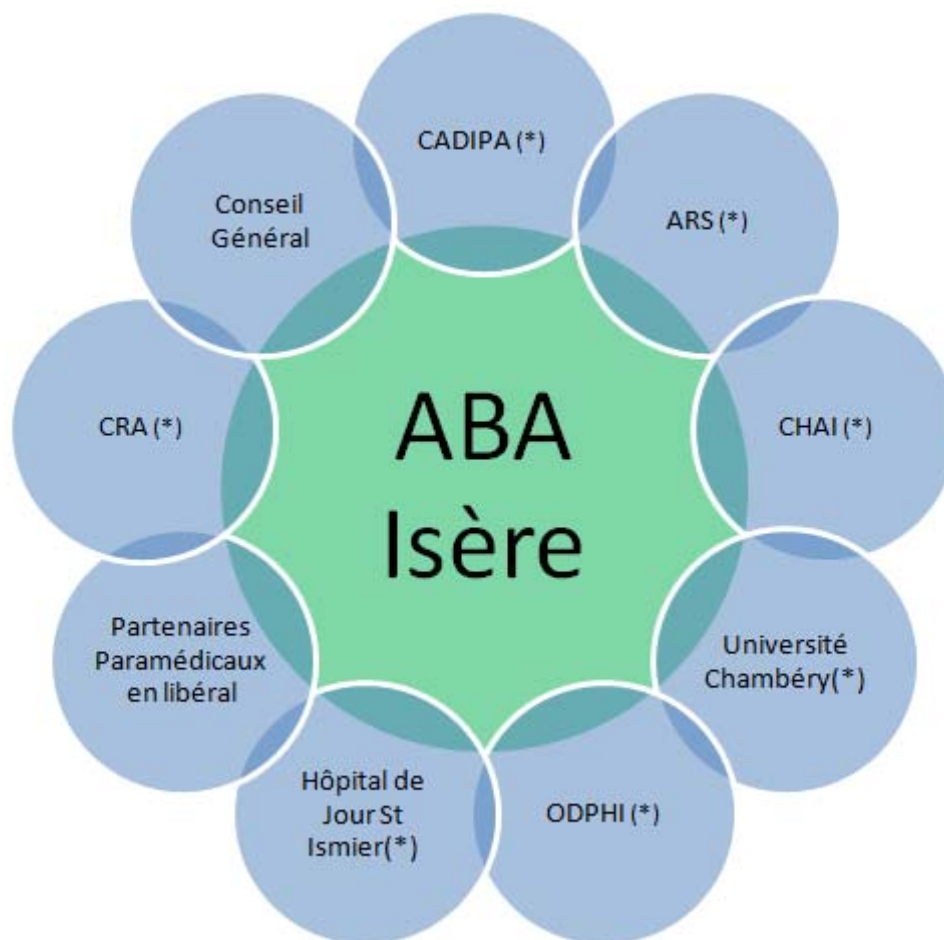 CADIPA (*)
ARS (*)
CHAI (*)
Université
Chambéry(*)
ODPHI (*)
Hôpital de
Jour St
Ismier(*)
Partenaires
Paramédicaux
en libéral
CRA (*)
Conseil
Général
ABA
Isère